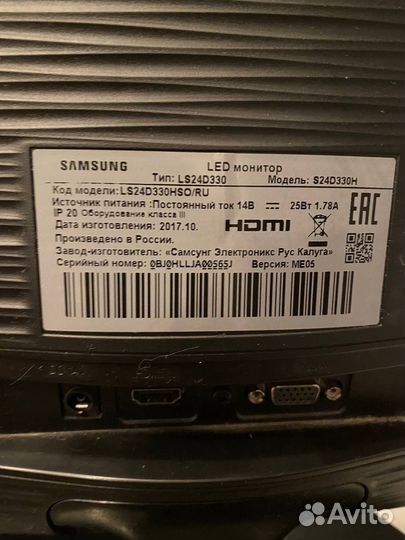 SAMSUNG
LED монитор
Тип: LS24D330 Модель: S24D330H
Код модели: LS24D330HSO/RU
Источник питания : Постоянный ток 14В 25Вт 1.78A
IP 20 Оборудование класса III
Дата изготовления: 2017.10.
HDMI
EAC
Произведено в России.
Завод-изготовитель: «Самсунг Электроникс Рус Калуга»
Серийный номер: 0BJ0HLLJA00565J Версия: ME05
Avito